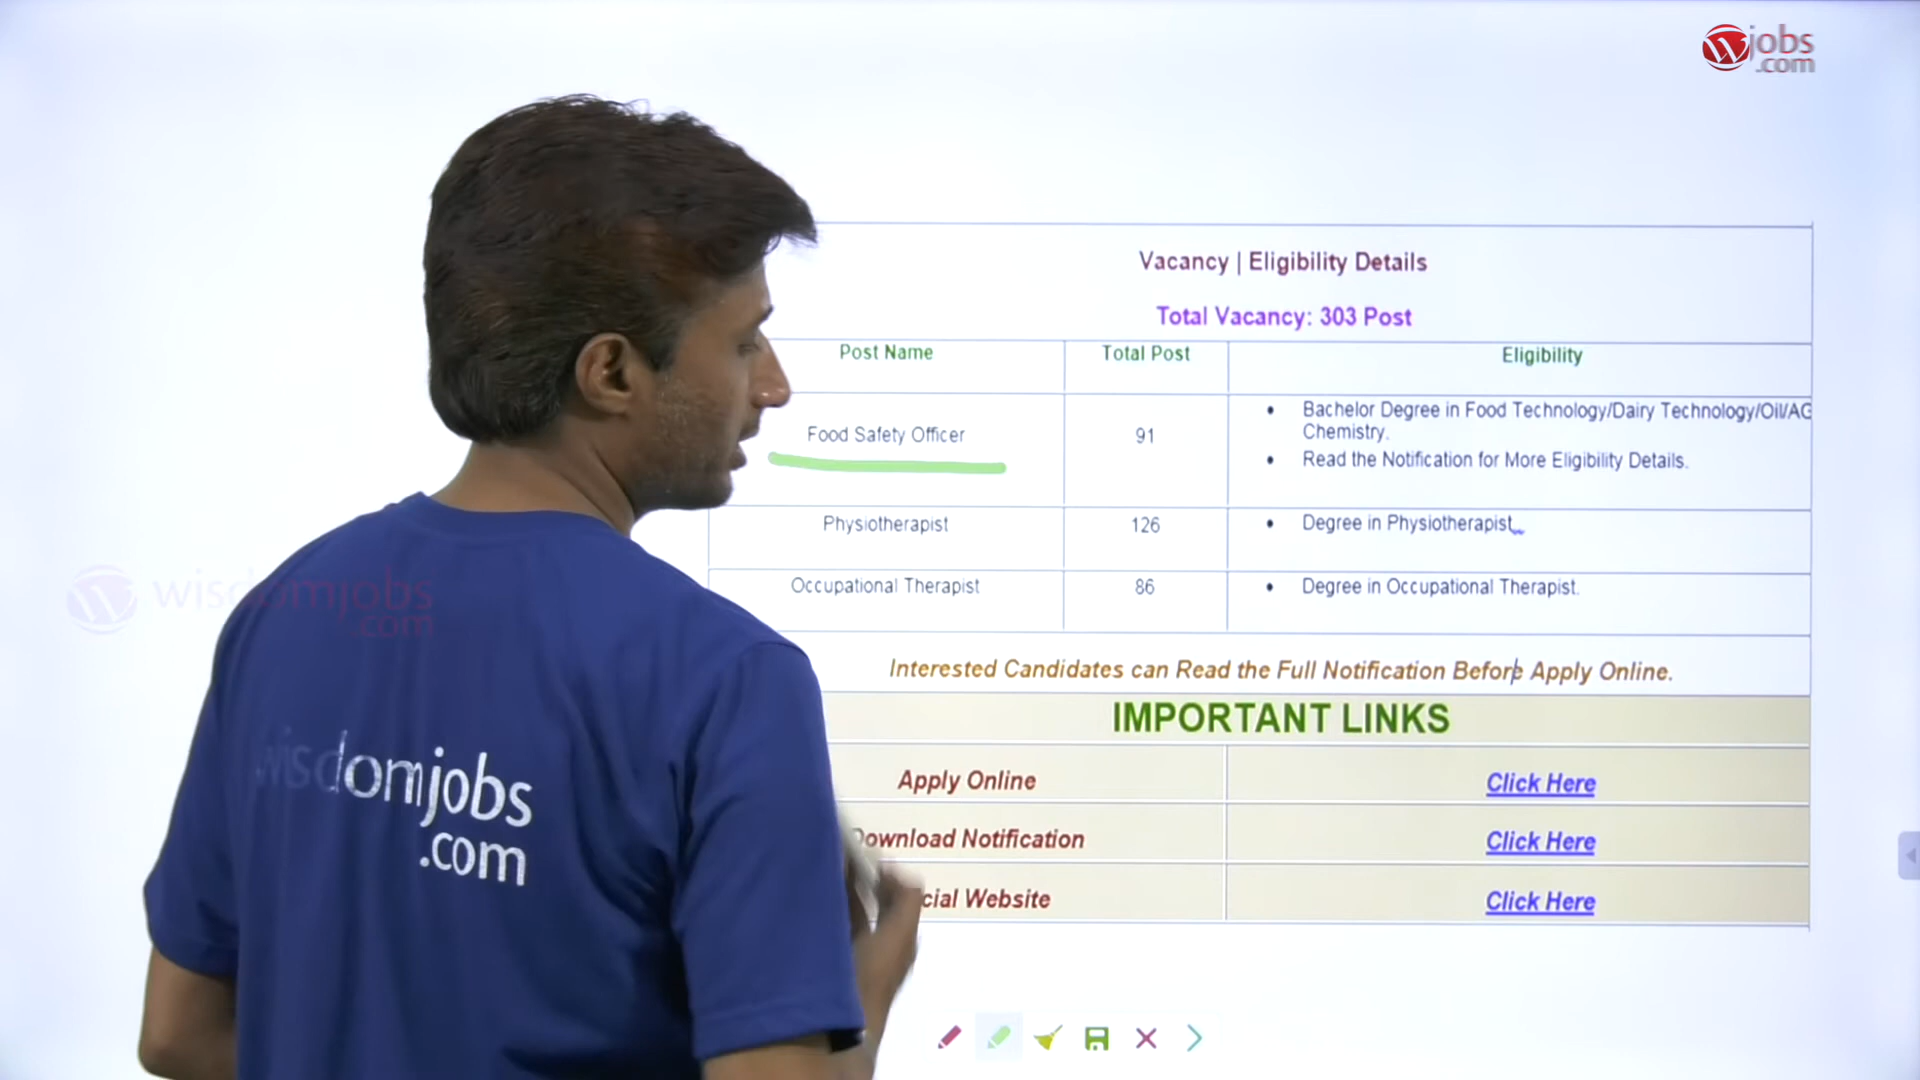 jobs
.com
Vacancy | Eligibility Details
Total Vacancy: 303 Post
Post Name Total Post Eligibility
Food Safety Officer 91
• Bachelor Degree in Food Technology/Dairy Technology/Oil/AG
Chemistry.
• Read the Notification for More Eligibility Details.
Physiotherapist 126 • Degree in Physiotherapist
Occupational Therapist 86 • Degree in Occupational Therapist.
Interested Candidates can Read the Full Notification Before Apply Online.
IMPORTANT LINKS
Apply Online Click Here
Download Notification Click Here
cial Website Click Here
wisdomjobs
.com
wisdomjobs
.com